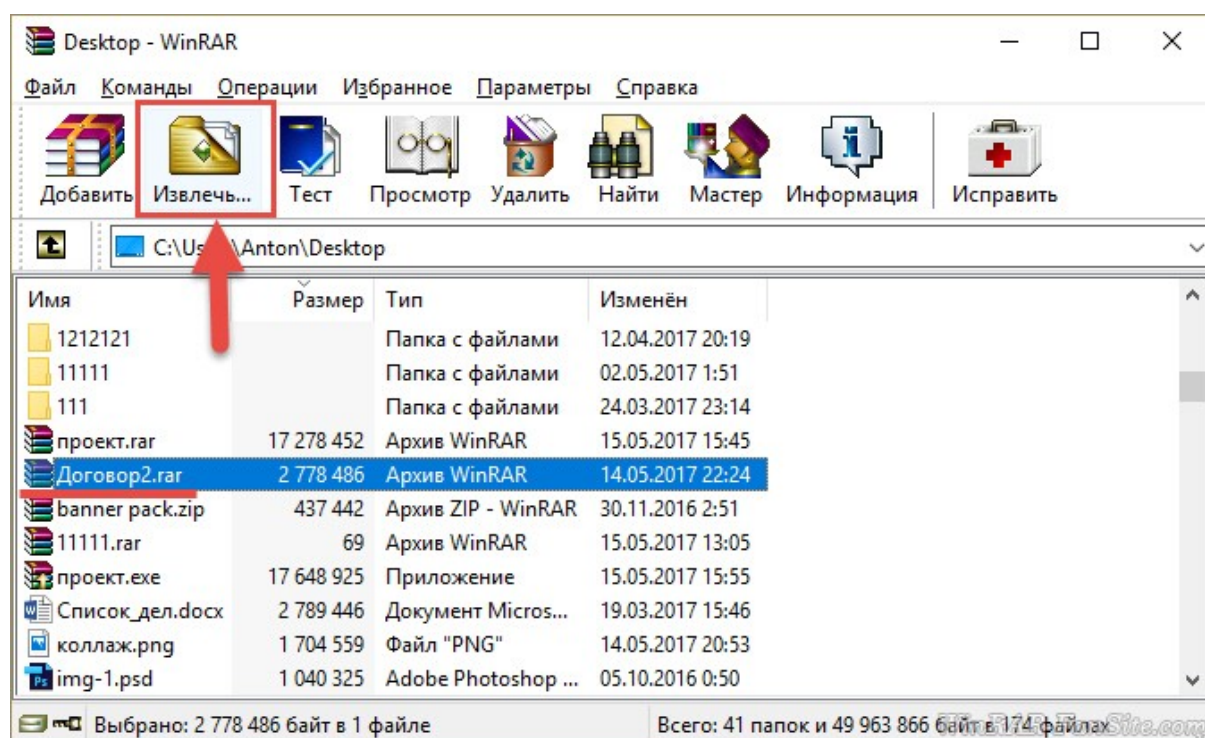 Desktop - WinRAR
Файл Команды Операции Избранное Параметры Справка
Добавить Извлечь... Тест Просмотр Удалить Найти Мастер Информация Исправить
\Anton\Desktop
Имя Размер Тип Изменён
1212121 Папка с файлами 12.04.2017 20:19
11111 Папка с файлами 02.05.2017 1:51
111 Папка с файлами 24.03.2017 23:14
проект.rar 17 278 452 Архив WinRAR 15.05.2017 15:45
Договор2.rar 2 778 486 Архив WinRAR 14.05.2017 22:24
banner pack.zip 437 442 Архив ZIP - WinRAR 30.11.2016 2:51
11111.rar 69 Архив WinRAR 15.05.2017 13:05
проект.exe 17 648 925 Приложение 15.05.2017 15:55
Список_дел.docx 2 789 446 Документ Micros... 19.03.2017 15:46
коллаж.png 1 704 559 Файл "PNG" 14.05.2017 20:53
Ps img-1.psd 1 040 325 Adobe Photoshop ... 05.10.2016 0:50
Выбрано: 2 778 486 байт в 1 файле Всего: 41 папок и 49 963 866 байт в 174 файлах